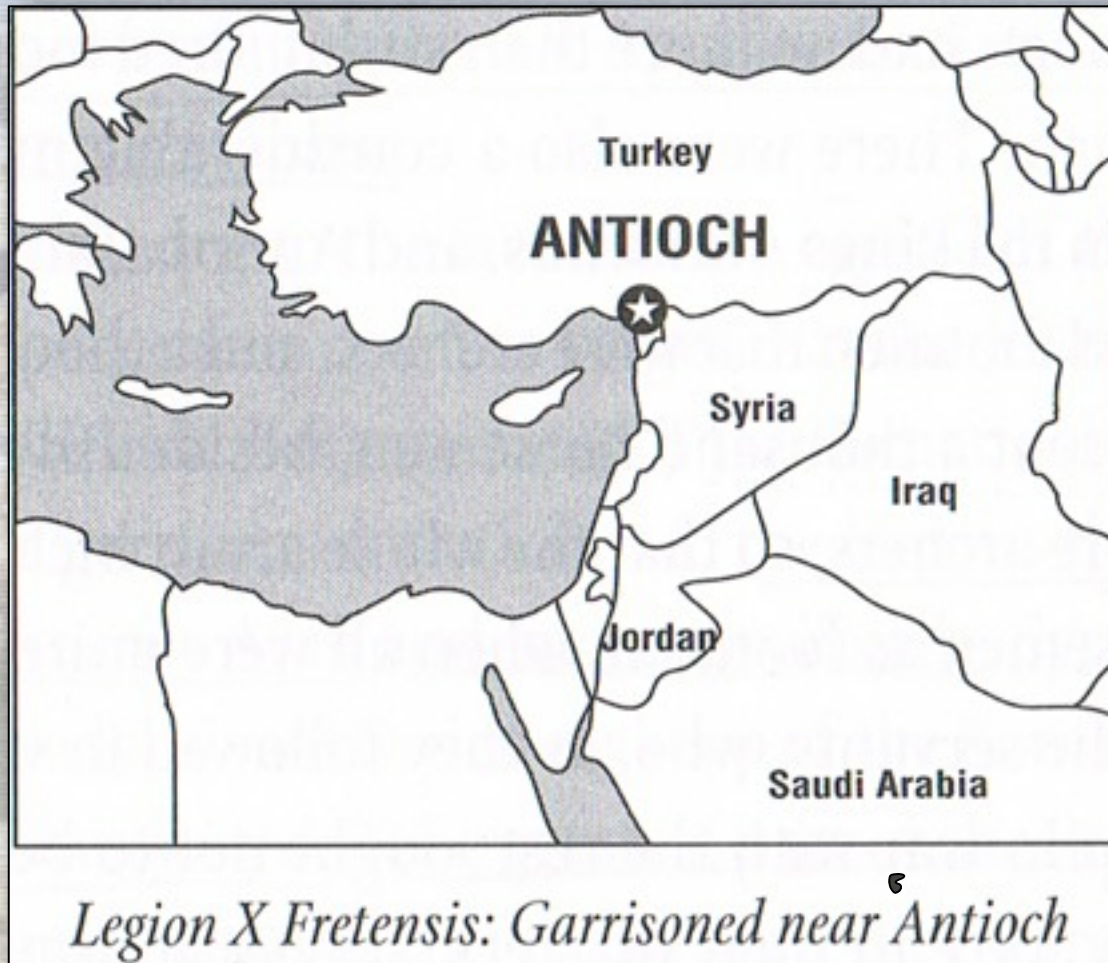 Turkey
ANTIOCH
Syria
Iraq
Jordan
Saudi Arabia
Legion X Fretensis: Garrisoned near Antioch